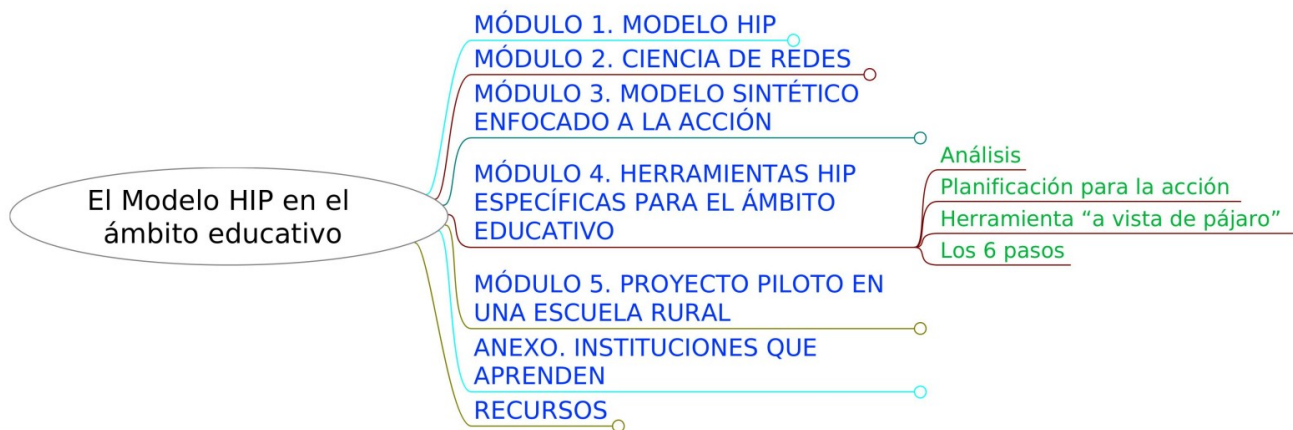 El Modelo HIP en el
ámbito educativo
MÓDULO 1. MODELO HIP
MÓDULO 2. CIENCIA DE REDES
MÓDULO 3. MODELO SINTÉTICO
ENFOCADO A LA ACCIÓN
MÓDULO 4. HERRAMIENTAS HIP
ESPECÍFICAS PARA EL ÁMBITO
EDUCATIVO
Análisis
Planificación para la acción
Herramienta “a vista de pájaro”
Los 6 pasos
MÓDULO 5. PROYECTO PILOTO EN
UNA ESCUELA RURAL
ANEXO. INSTITUCIONES QUE
APRENDEN
RECURSOS